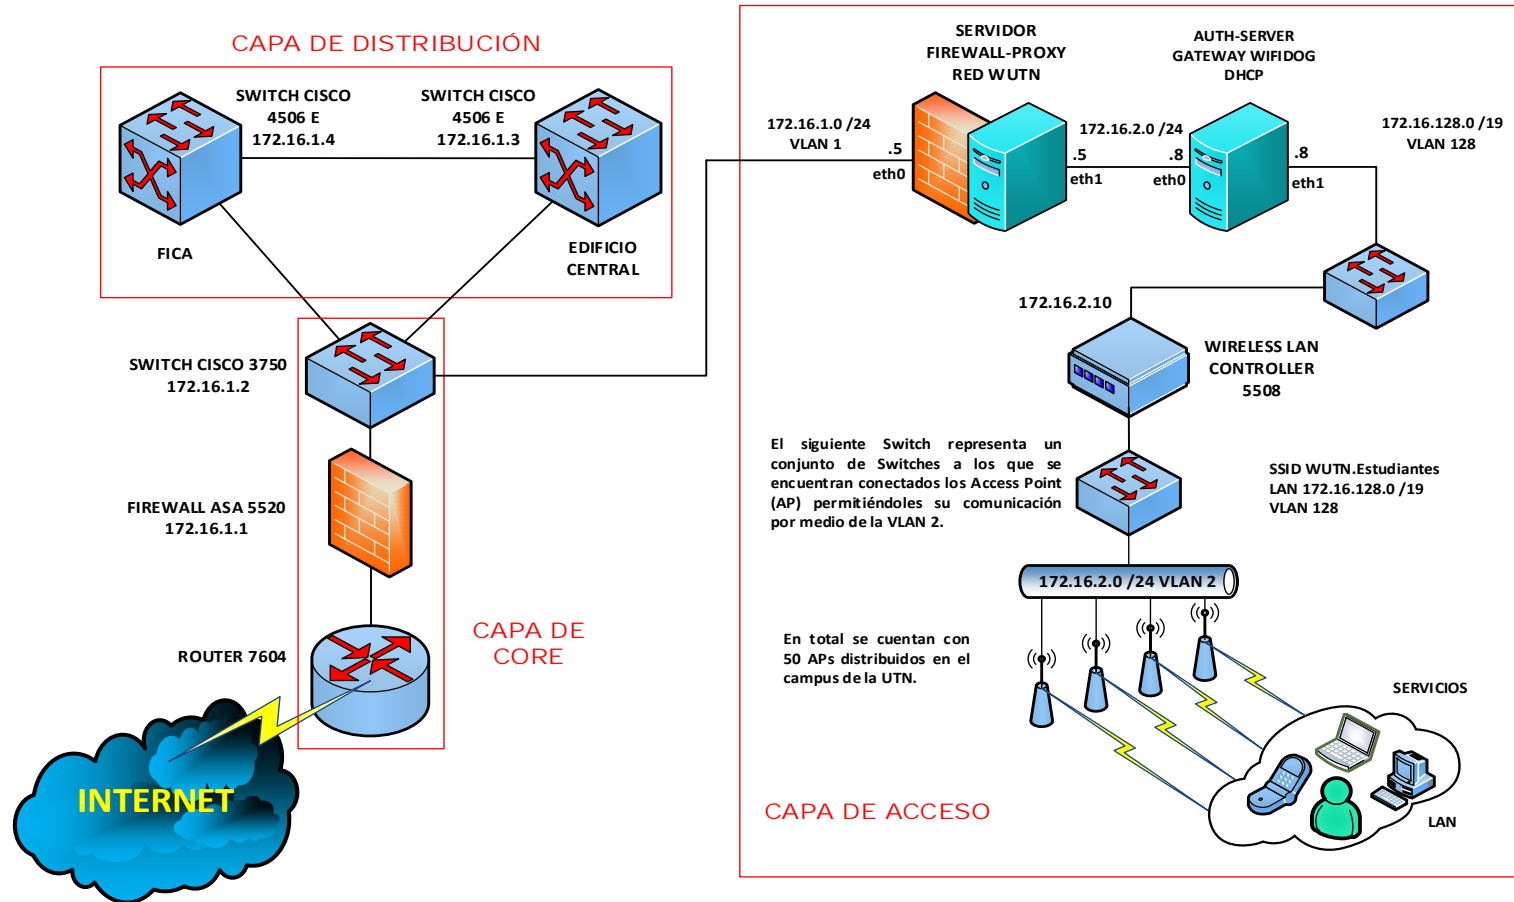 CAPA DE DISTRIBUCIÓN
SWITCH CISCO
4506 E
172.16.1.4
SWITCH CISCO
4506 E
172.16.1.3
FICA
EDIFICIO
CENTRAL
SWITCH CISCO 3750
172.16.1.2
FIREWALL ASA 5520
172.16.1.1
ROUTER 7604
CAPA DE
CORE
INTERNET
SERVIDOR
FIREWALL-PROXY
RED WUTN
AUTH-SERVER
GATEWAY WIFIDOG
DHCP
172.16.1.0 /24
VLAN 1
.5
eth0
172.16.2.0 /24
.5
eth1
.8
eth0
.8
eth1
172.16.128.0 /19
VLAN 128
172.16.2.10
WIRELESS LAN
CONTROLLER
5508
El siguiente Switch representa un
conjunto de Switches a los que se
encuentran conectados los Access Point
(AP) permitiéndoles su comunicación
por medio de la VLAN 2.
SSID WUTN.Estudiantes
LAN 172.16.128.0 /19
VLAN 128
172.16.2.0 /24 VLAN 2
En total se cuentan con
50 APs distribuidos en el
campus de la UTN.
SERVICIOS
LAN
CAPA DE ACCESO